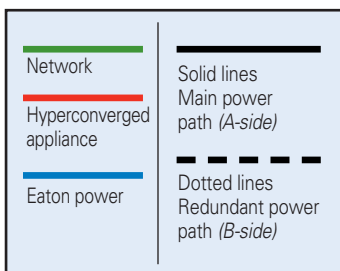 Network
Hyperconverged
appliance
Eaton power
Solid lines
Main power
path (A-side)
Dotted lines
Redundant power
path (B-side)